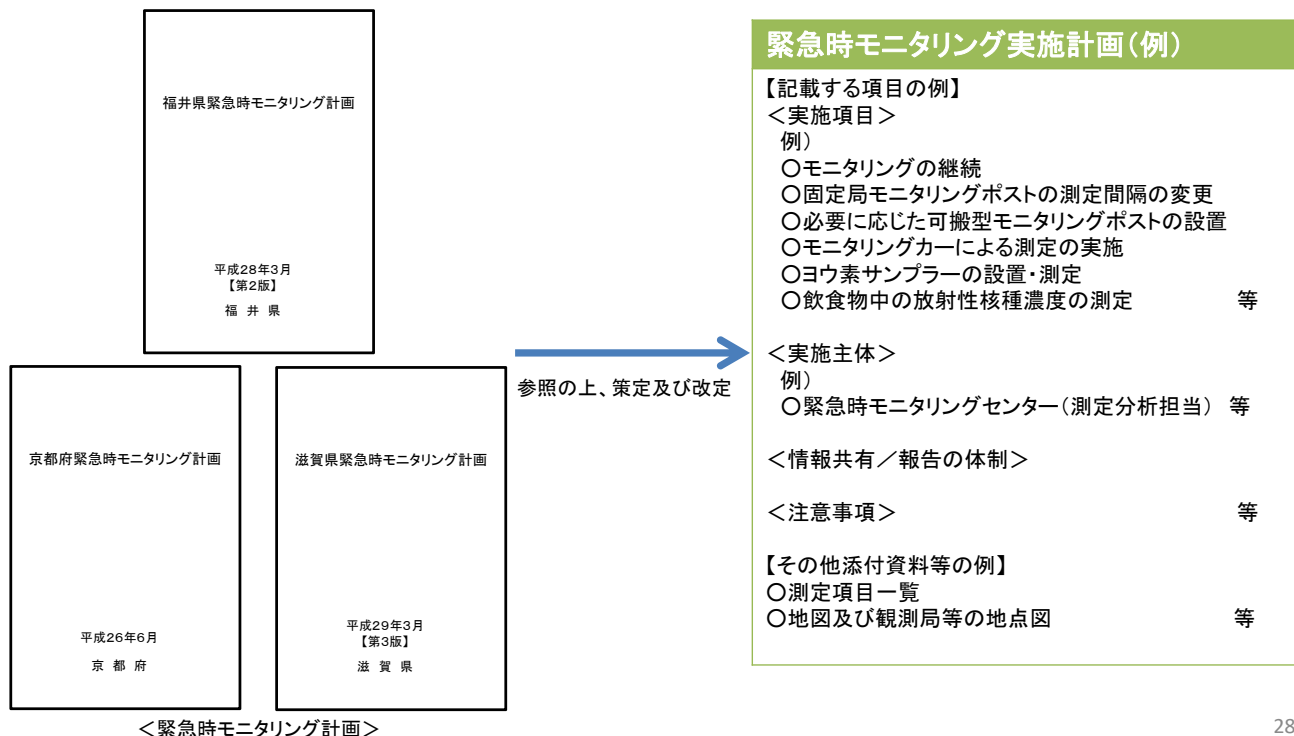 福井県緊急時モニタリング計画
平成28年3月
【第2版】
福 井 県
京都府緊急時モニタリング計画
平成26年6月
京 都 府
滋賀県緊急時モニタリング計画
平成29年3月
【第3版】
滋 賀 県
＜緊急時モニタリング計画＞
参照の上、策定及び改定
緊急時モニタリング実施計画（例）
【記載する項目の例】
＜実施項目＞
例）
〇モニタリングの継続
〇固定局モニタリングポストの測定間隔の変更
〇必要に応じた可搬型モニタリングポストの設置
〇モニタリングカーによる測定の実施
〇ヨウ素サンプラーの設置・測定
〇飲食物中の放射性核種濃度の測定 等
＜実施主体＞
例）
〇緊急時モニタリングセンター（測定分析担当） 等
＜情報共有／報告の体制＞
＜注意事項＞ 等
【その他添付資料等の例】
〇測定項目一覧
〇地図及び観測局等の地点図 等
28